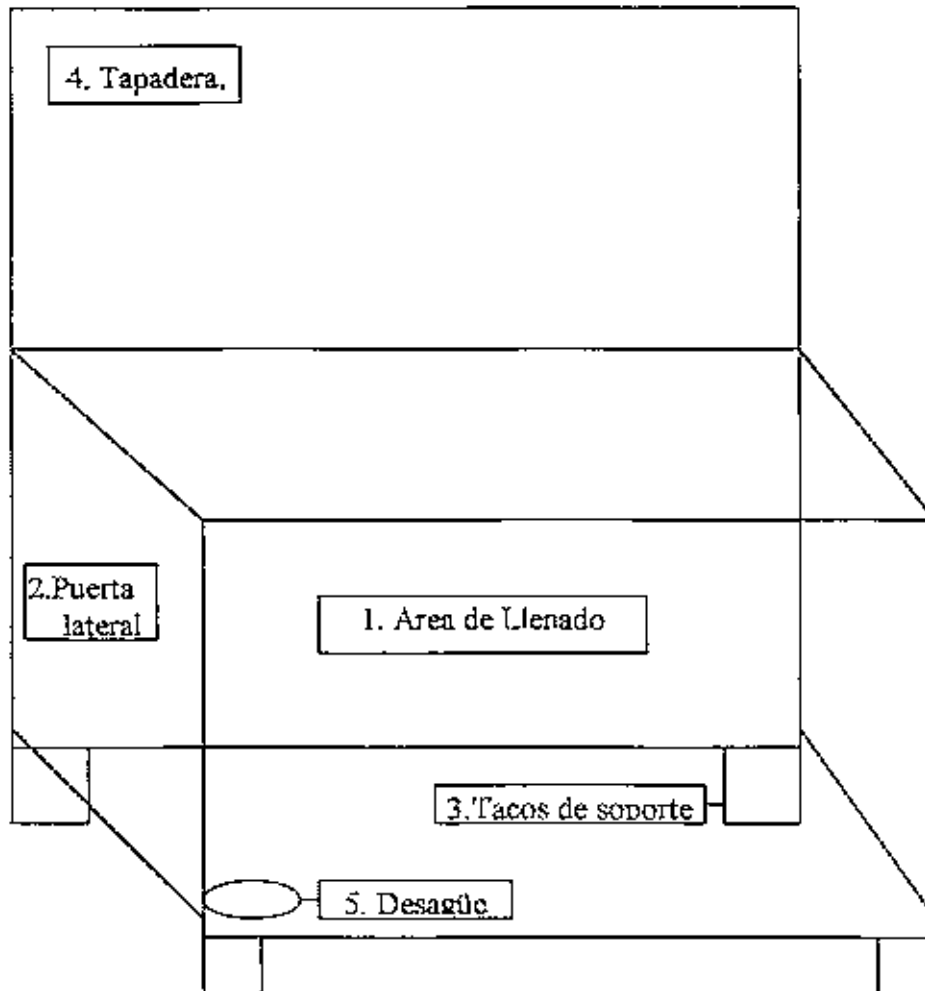 4. Tapadera.
2.Puerta
lateral
1. Area de Llenado
3.Tacos de soporte
5. Desagüe